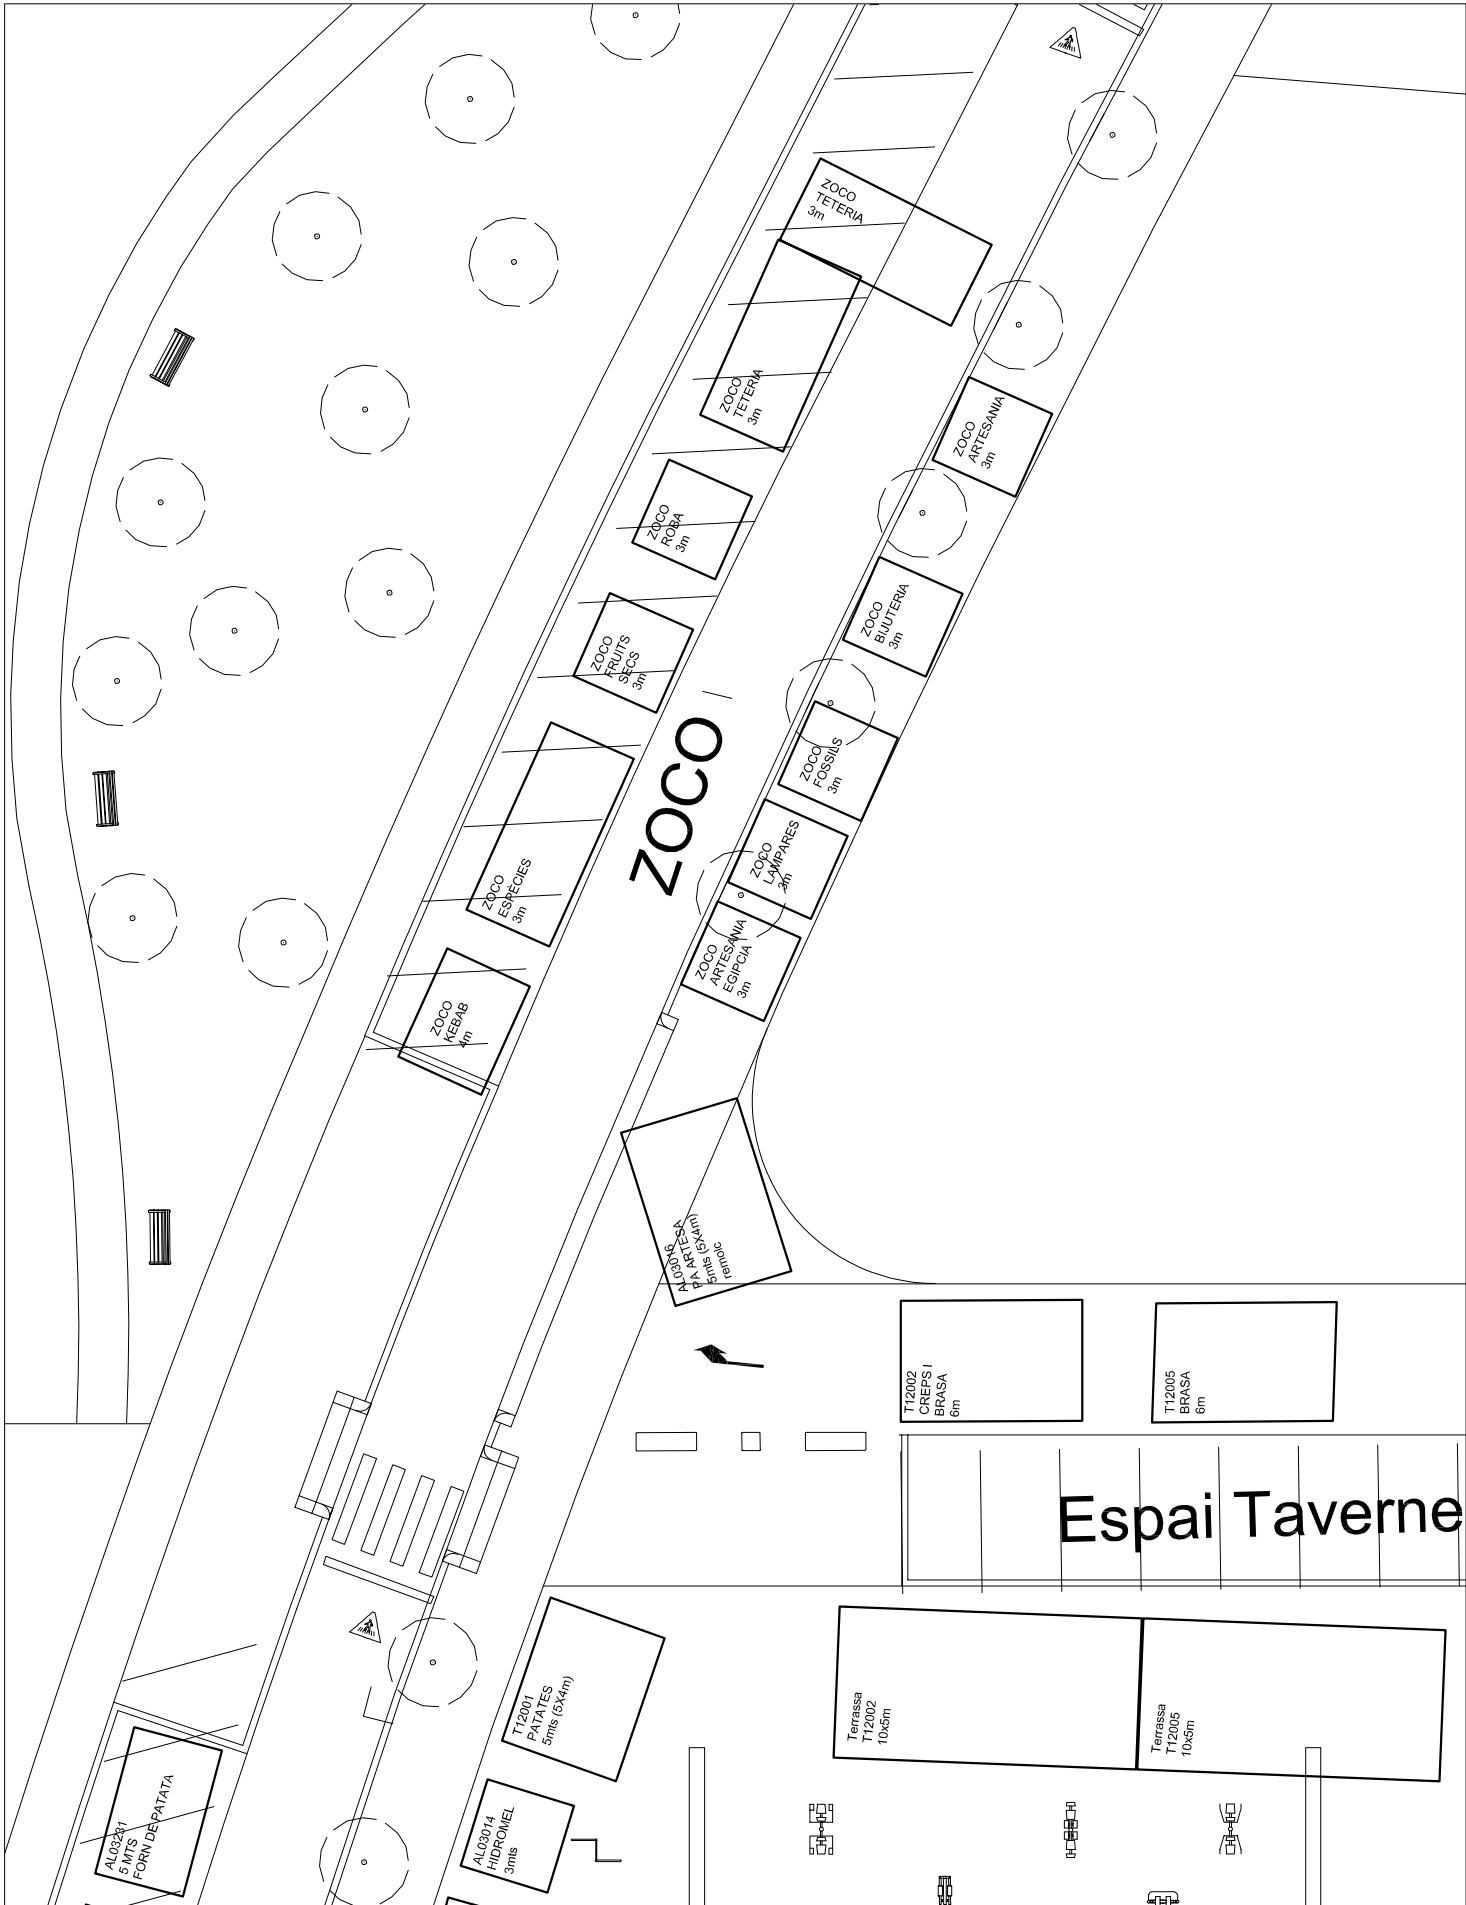 ZOCO
TETERIA
3m
ZOCO
TETERIA
3m
ZOCO
ARTESANIA
3m
ZOCO
ROBA
3m
ZOCO
BIJUTERIA
3m
ZOCO
FRUITS
SECS
3m
ZOCO
FOSSILS
3m
ZOCO
ZOCO
LAMPARES
3m
ZOCO
ESPÈCIES
3m
ZOCO
ARTESANIA
EGIPCIA
3m
ZOCO
KEBAB
4m
AL03016
PA ARTESA
5mts (5X4m)
remolc
T12002
CREPS I
BRASA
6m
T12005
BRASA
6m
Espai Taverne
T12001
PATATES
5mts (5X4m)
Terrassa
T12002
10x5m
Terrassa
T12005
10x5m
AL03231
5 MTS
FORN DE PATATA
AL03014
HIDROMEL
3mts